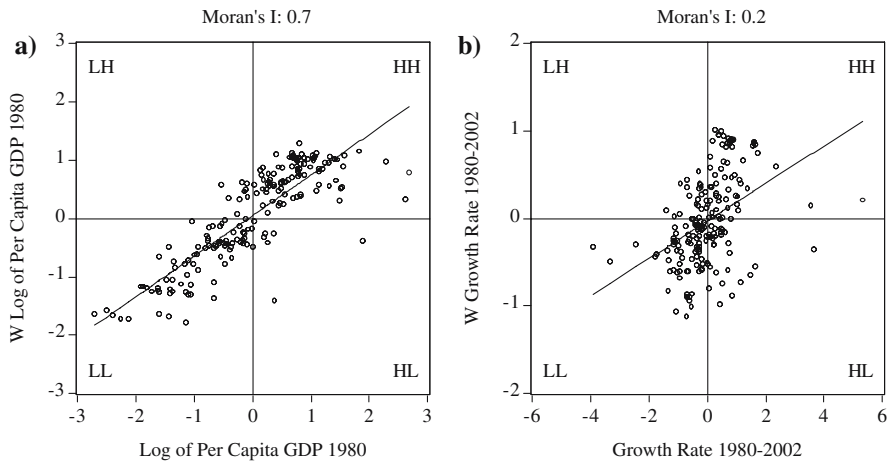 Moran's I: 0.7
a)
3
2
1
0
-1
-2
-3
LH
HH
LL
HL
W Log of Per Capita GDP 1980
-3 -2 -1 0 1 2 3
Log of Per Capita GDP 1980
Moran's I: 0.2
b)
2
1
0
-1
-2
LH
HH
LL
HL
W Growth Rate 1980-2002
-6 -4 -2 0 2 4 6
Growth Rate 1980-2002